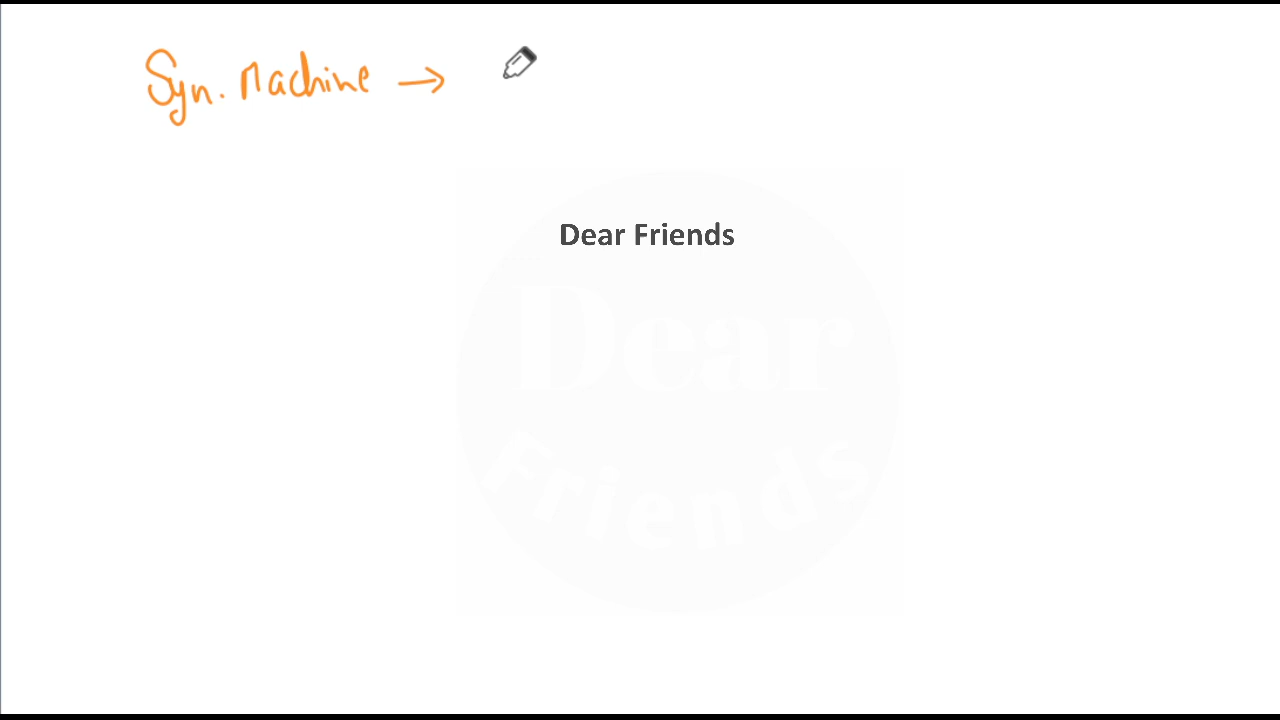 Syn. Machine →
Dear Friends
Dear
Friends